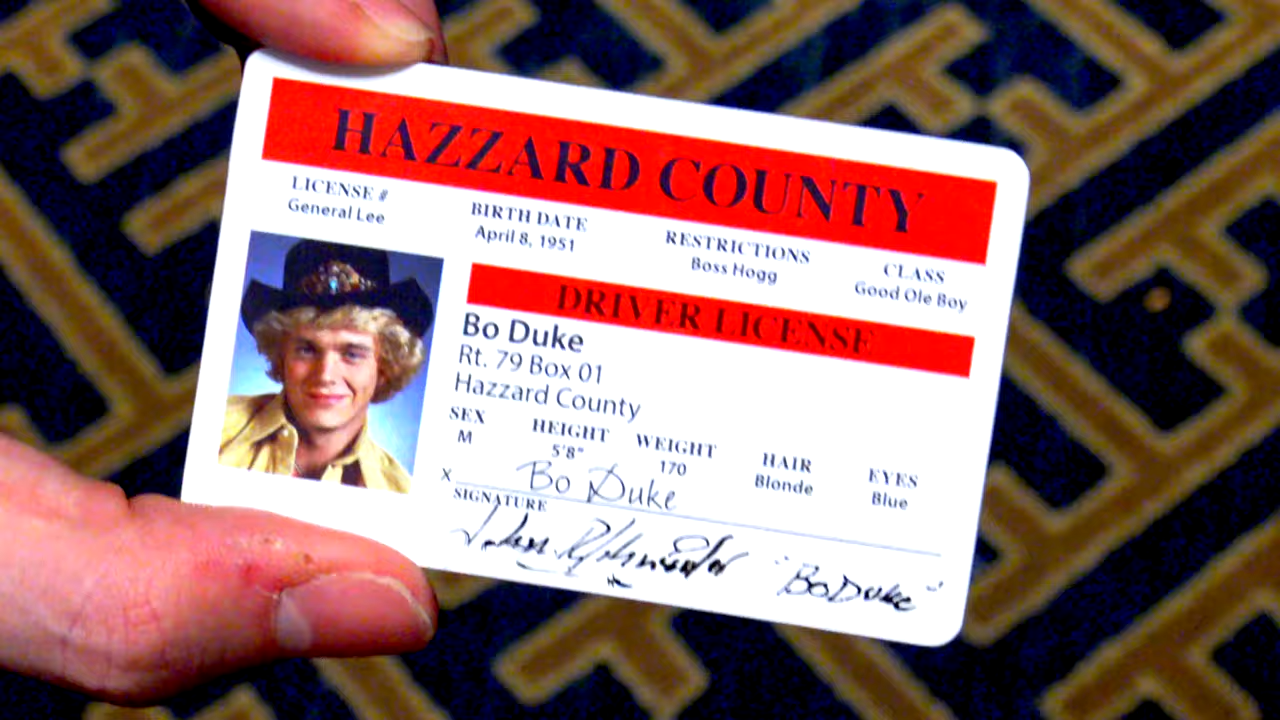 HAZZARD COUNTY
LICENSE # BIRTH DATE RESTRICTIONS CLASS
General Lee April 8, 1951 Boss Hogg Good Ole Boy
DRIVER LICENSE
Bo Duke
Rt. 79 Box 01
Hazzard County
SEX HEIGHT WEIGHT HAIR EYES
M 5'8" 170 Blonde Blue
X Bo Duke
SIGNATURE
"Bo Duke"